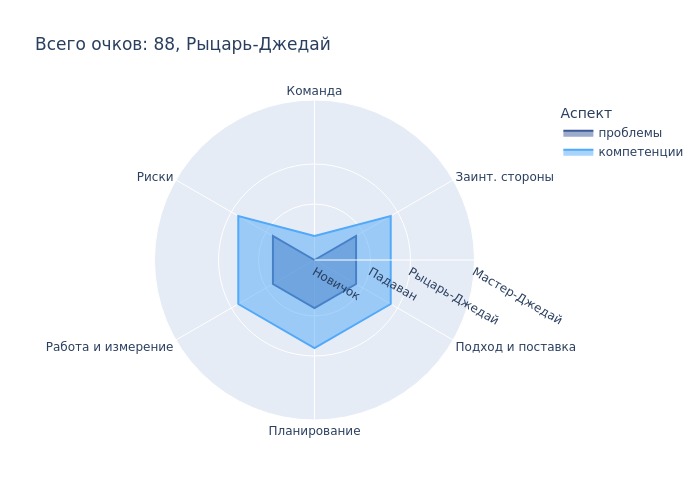 Всего очков: 88, Рыцарь-Джедай
Команда
Аспект
проблемы
компетенции
Риски
Заинт. стороны
Новичок
Падаван
Рыцарь-Джедай
Мастер-Джедай
Работа и измерение
Подход и поставка
Планирование